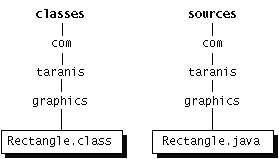 classes sources
com com
taranis taranis
graphics graphics
Rectangle.class Rectangle.java